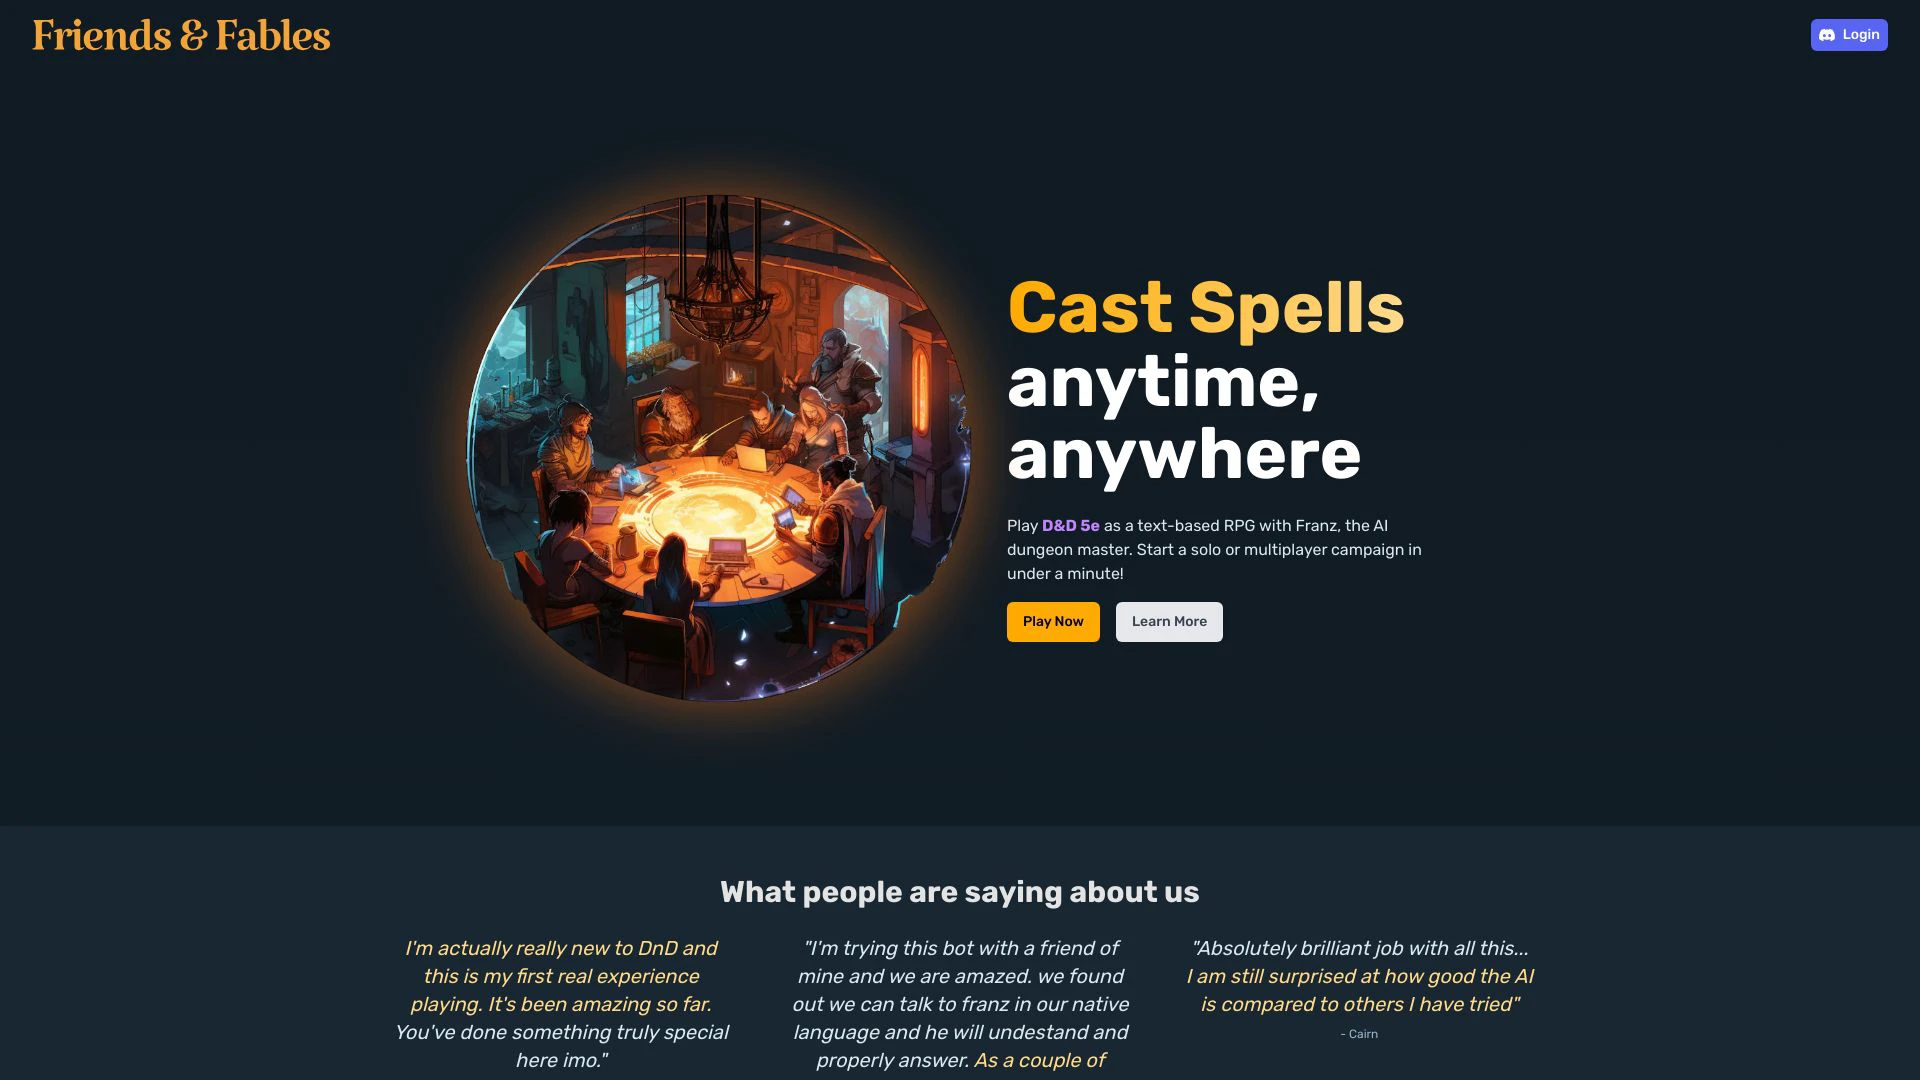 Friends & Fables
Login
Cast Spells
anytime,
anywhere
Play D&D 5e as a text-based RPG with Franz, the AI
dungeon master. Start a solo or multiplayer campaign in
under a minute!
Play Now
Learn More
What people are saying about us
I'm actually really new to DnD and
this is my first real experience
playing. It's been amazing so far.
You've done something truly special
here imo."
"I'm trying this bot with a friend of
mine and we are amazed. we found
out we can talk to franz in our native
language and he will undestand and
properly answer. As a couple of
"Absolutely brilliant job with all this...
I am still surprised at how good the AI
is compared to others I have tried"
- Cairn